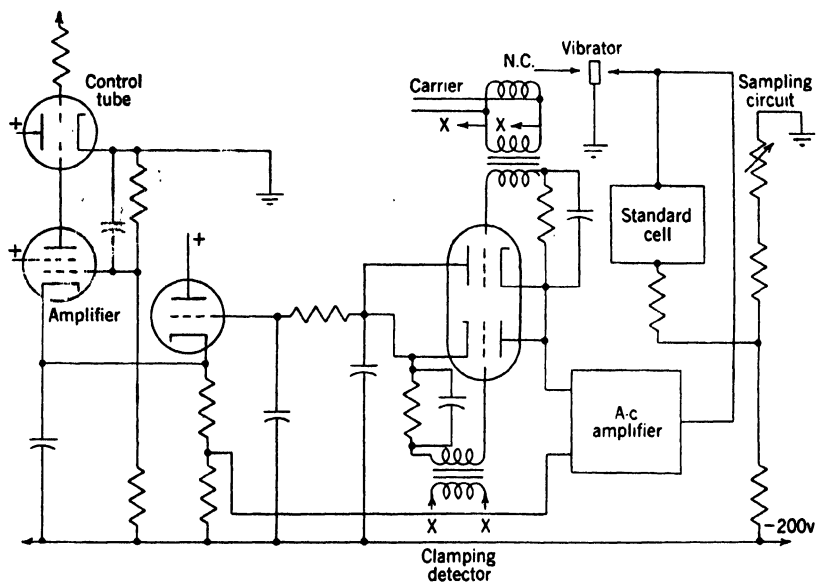 Control
tube
+
+
Amplifier
+
Carrier
N.C.
Vibrator
X
X
Sampling
circuit
Standard
cell
A-c
amplifier
X
X
Clamping
detector
-200v